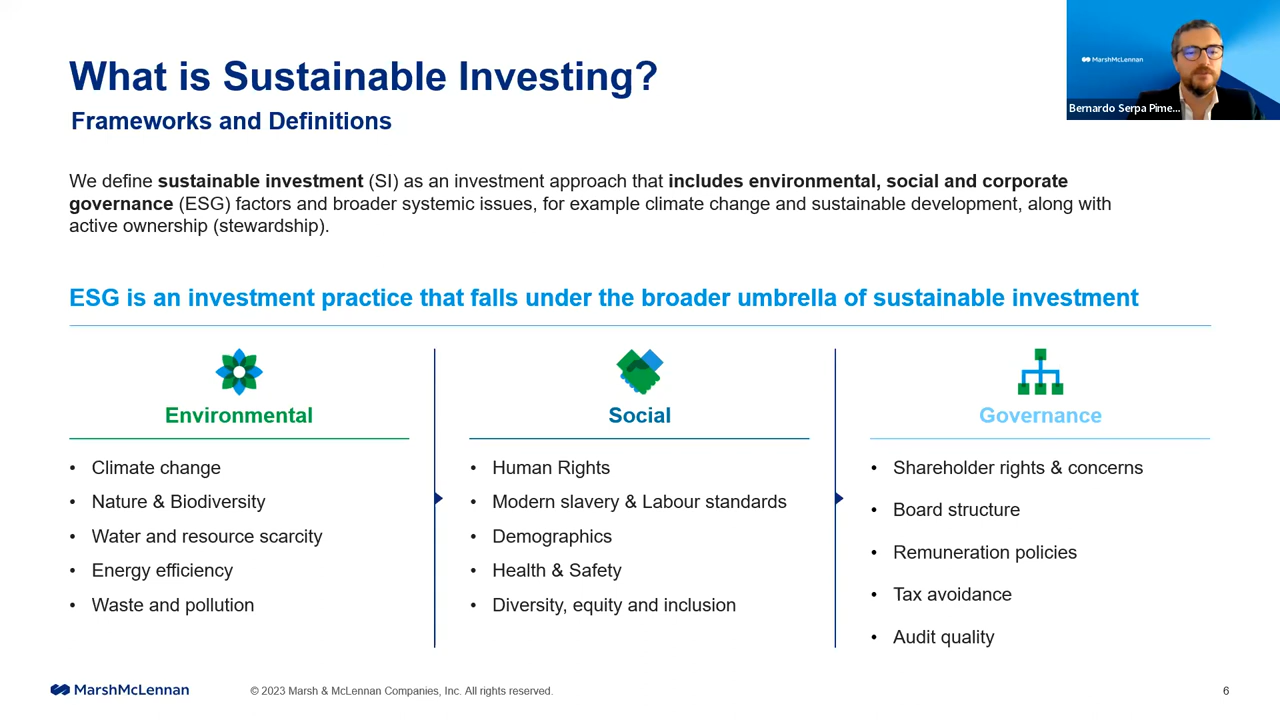 What is Sustainable Investing?
Frameworks and Definitions
MarshMcLennan
Bernardo Serpa Pime...
We define sustainable investment (SI) as an investment approach that includes environmental, social and corporate
governance (ESG) factors and broader systemic issues, for example climate change and sustainable development, along with
active ownership (stewardship).
ESG is an investment practice that falls under the broader umbrella of sustainable investment
Environmental
• Climate change
• Nature & Biodiversity
• Water and resource scarcity
• Energy efficiency
• Waste and pollution
Social
• Human Rights
• Modern slavery & Labour standards
• Demographics
• Health & Safety
• Diversity, equity and inclusion
Governance
• Shareholder rights & concerns
• Board structure
• Remuneration policies
• Tax avoidance
• Audit quality
MarshMcLennan
© 2023 Marsh & McLennan Companies, Inc. All rights reserved.
6